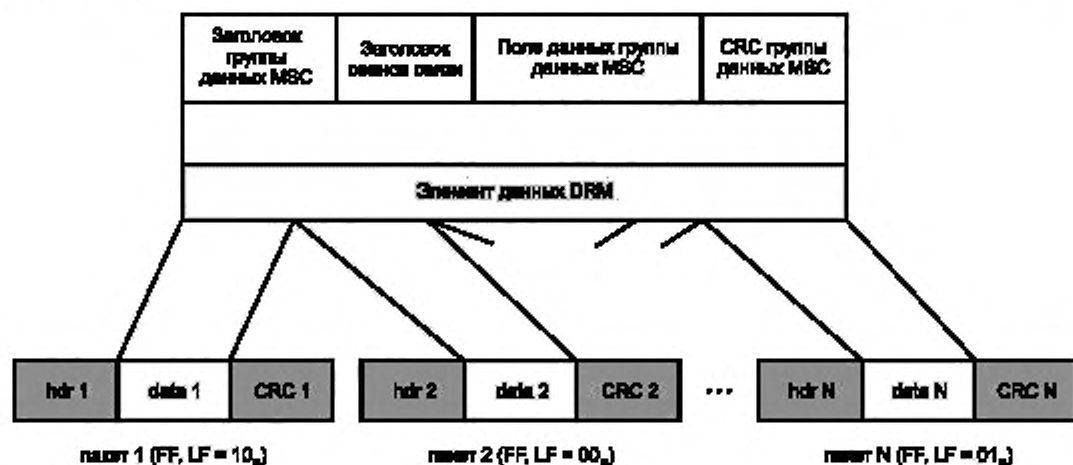 Заголовок
группы
данных MSC
Заголовок
сеанса связи
Поле данных группы
данных MSC
CRC группы
данных MSC
Элемент данных DRM
hdr 1
data 1
CRC 1
hdr 2
data 2
CRC 2
...
hdr N
data N
CRC N
пакет 1 (FF, LF = 10₂)
пакет 2 (FF, LF = 00₂)
пакет N (FF, LF = 01₂)